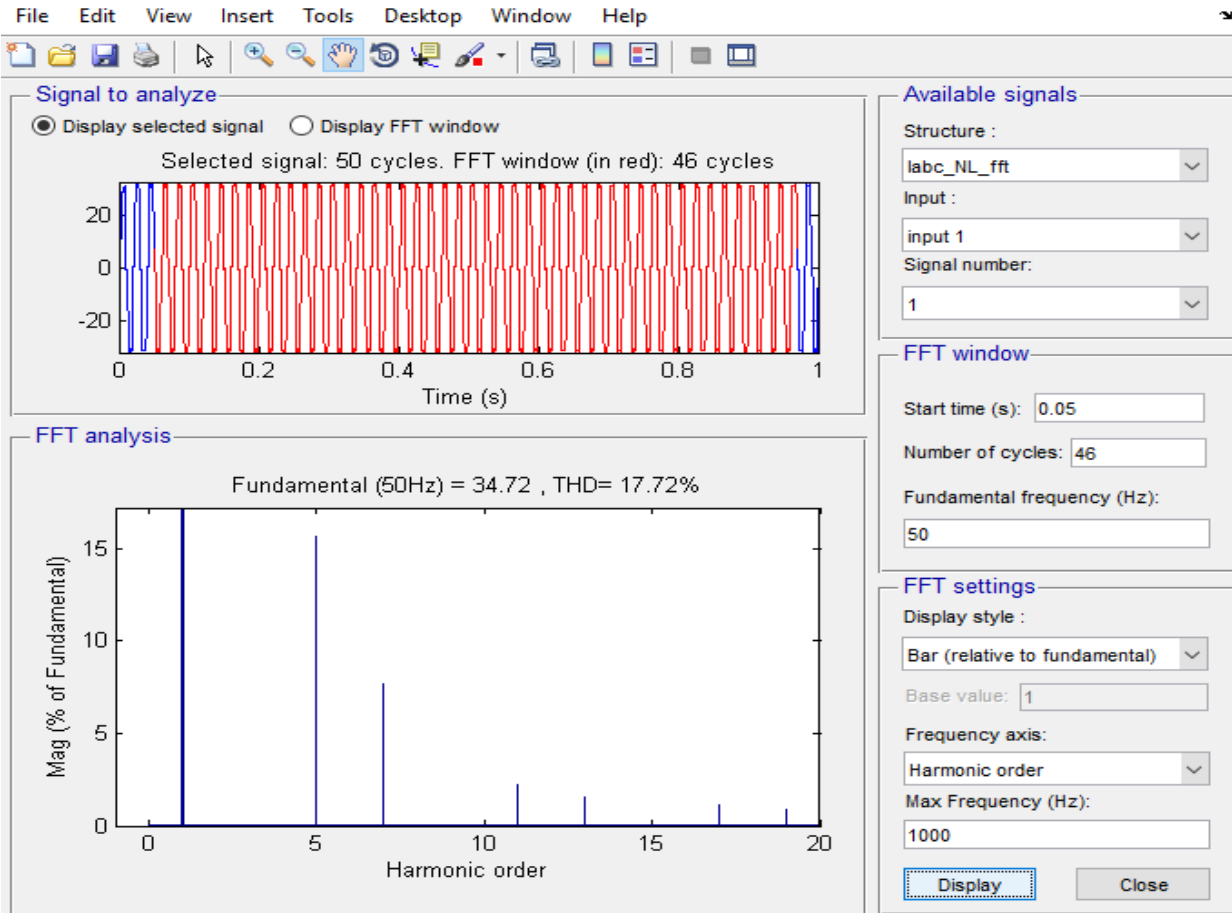 File Edit View Insert Tools Desktop Window Help
Signal to analyze
Display selected signal Display FFT window
Selected signal: 50 cycles. FFT window (in red): 46 cycles
20
0
-20
0 0.2 0.4 0.6 0.8 1
Time (s)
FFT analysis
Fundamental (50Hz) = 34.72 , THD= 17.72%
Mag (% of Fundamental)
15
10
5
0
0 5 10 15 20
Harmonic order
Available signals
Structure :
Iabc_NL_fft
Input :
input 1
Signal number:
1
FFT window
Start time (s): 0.05
Number of cycles: 46
Fundamental frequency (Hz):
50
FFT settings
Display style :
Bar (relative to fundamental)
Base value: 1
Frequency axis:
Harmonic order
Max Frequency (Hz):
1000
Display Close